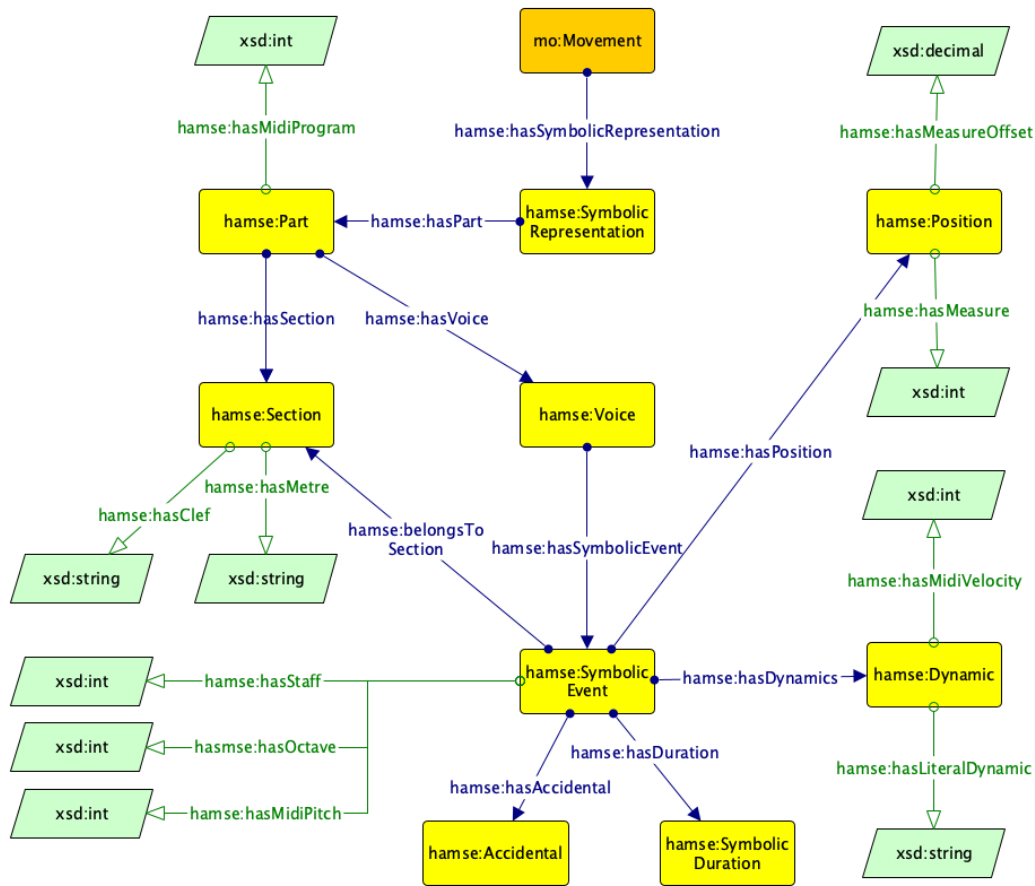 xsd:int
mo:Movement
xsd:decimal
hamse:hasMidiProgram
hamse:hasSymbolicRepresentation
hamse:hasMeasureOffset
hamse:Part
hamse:hasPart
hamse:Symbolic
Representation
hamse:Position
hamse:hasSection
hamse:hasVoice
hamse:hasMeasure
xsd:int
hamse:Section
hamse:Voice
hamse:hasPosition
hamse:hasMetre
hamse:hasClef
xsd:int
hamse:belongsTo
Section
hamse:hasSymbolicEvent
xsd:string
xsd:string
hamse:hasMidiVelocity
xsd:int
hamse:hasStaff
hamse:Symbolic
Event
hamse:hasDynamics
hamse:Dynamic
xsd:int
hasmse:hasOctave
hamse:hasDuration
hamse:hasLiteralDynamic
hamse:hasAccidental
xsd:int
hamse:hasMidiPitch
hamse:Accidental
hamse:Symbolic
Duration
xsd:string